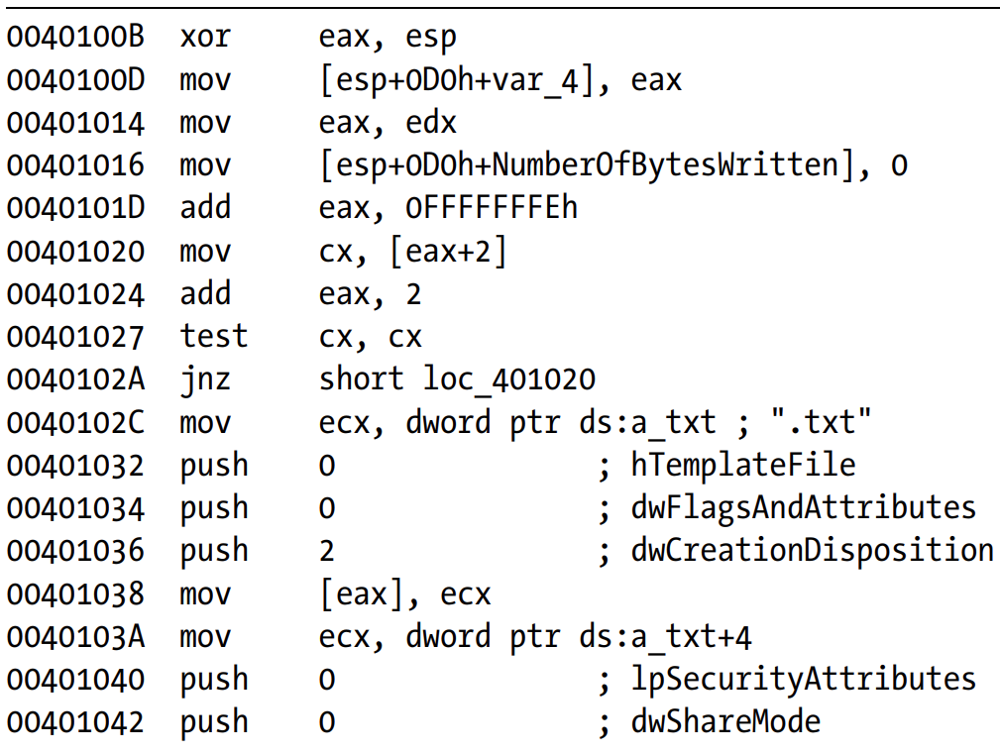 0040100B xor eax, esp
0040100D mov [esp+0D0h+var_4], eax
00401014 mov eax, edx
00401016 mov [esp+0D0h+NumberOfBytesWritten], 0
0040101D add eax, 0FFFFFFFEh
00401020 mov cx, [eax+2]
00401024 add eax, 2
00401027 test cx, cx
0040102A jnz short loc_401020
0040102C mov ecx, dword ptr ds:a_txt ; ".txt"
00401032 push 0 ; hTemplateFile
00401034 push 0 ; dwFlagsAndAttributes
00401036 push 2 ; dwCreationDisposition
00401038 mov [eax], ecx
0040103A mov ecx, dword ptr ds:a_txt+4
00401040 push 0 ; lpSecurityAttributes
00401042 push 0 ; dwShareMode